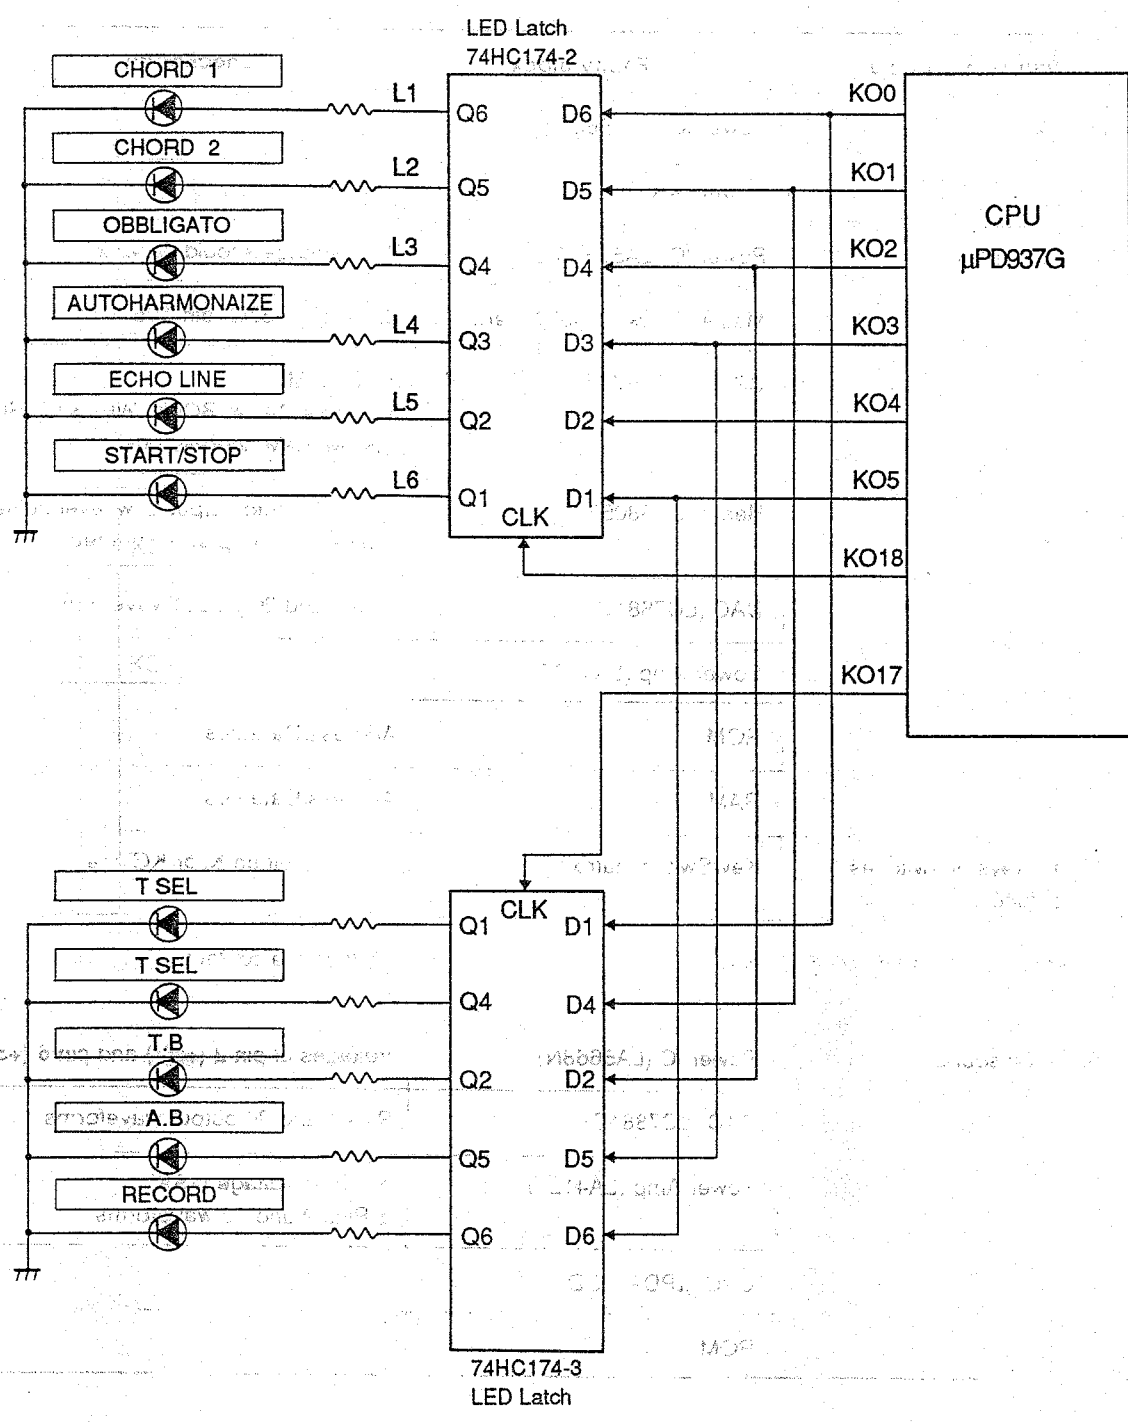 LED Latch
74HC174-2
CHORD 1
L1
Q6
D6
KO0
CHORD 2
L2
Q5
D5
KO1
CPU
µPD937G
OBBLIGATO
L3
Q4
D4
KO2
AUTOHARMONAIZE
L4
Q3
D3
KO3
ECHO LINE
L5
Q2
D2
KO4
START/STOP
L6
Q1
D1
KO5
CLK
KO18
KO17
T SEL
CLK
Q1
D1
T SEL
Q4
D4
T.B
Q2
D2
A.B
Q5
D5
RECORD
Q6
D6
74HC174-3
LED Latch